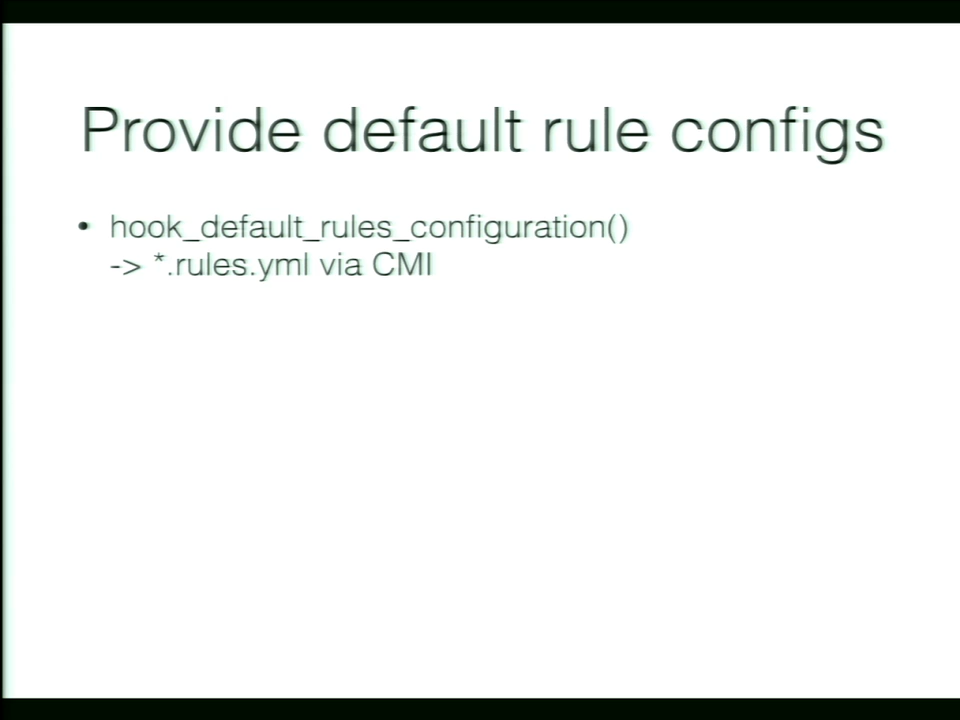 Provide default rule configs
• hook_default_rules_configuration()
-> *.rules.yml via CMI